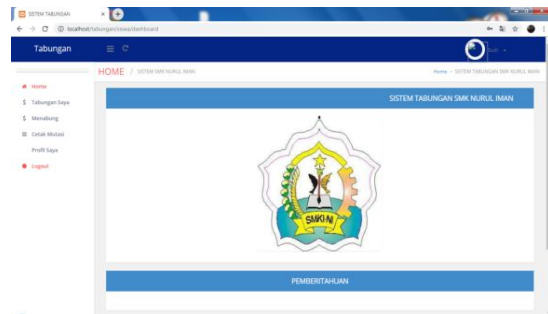 SISTEM TABUNGAN
localhost/tabungan/siswa/dashboard
Tabungan
HOME / SISTEM SMK NURUL IMAN
Home - SISTEM TABUNGAN SMK NURUL IMAN
Home
Tabungan Saya
Menabung
Cetak Mutasi
Profil Saya
Logout
SISTEM TABUNGAN SMK NURUL IMAN
SMKI-NI
PEMBERITAHUAN